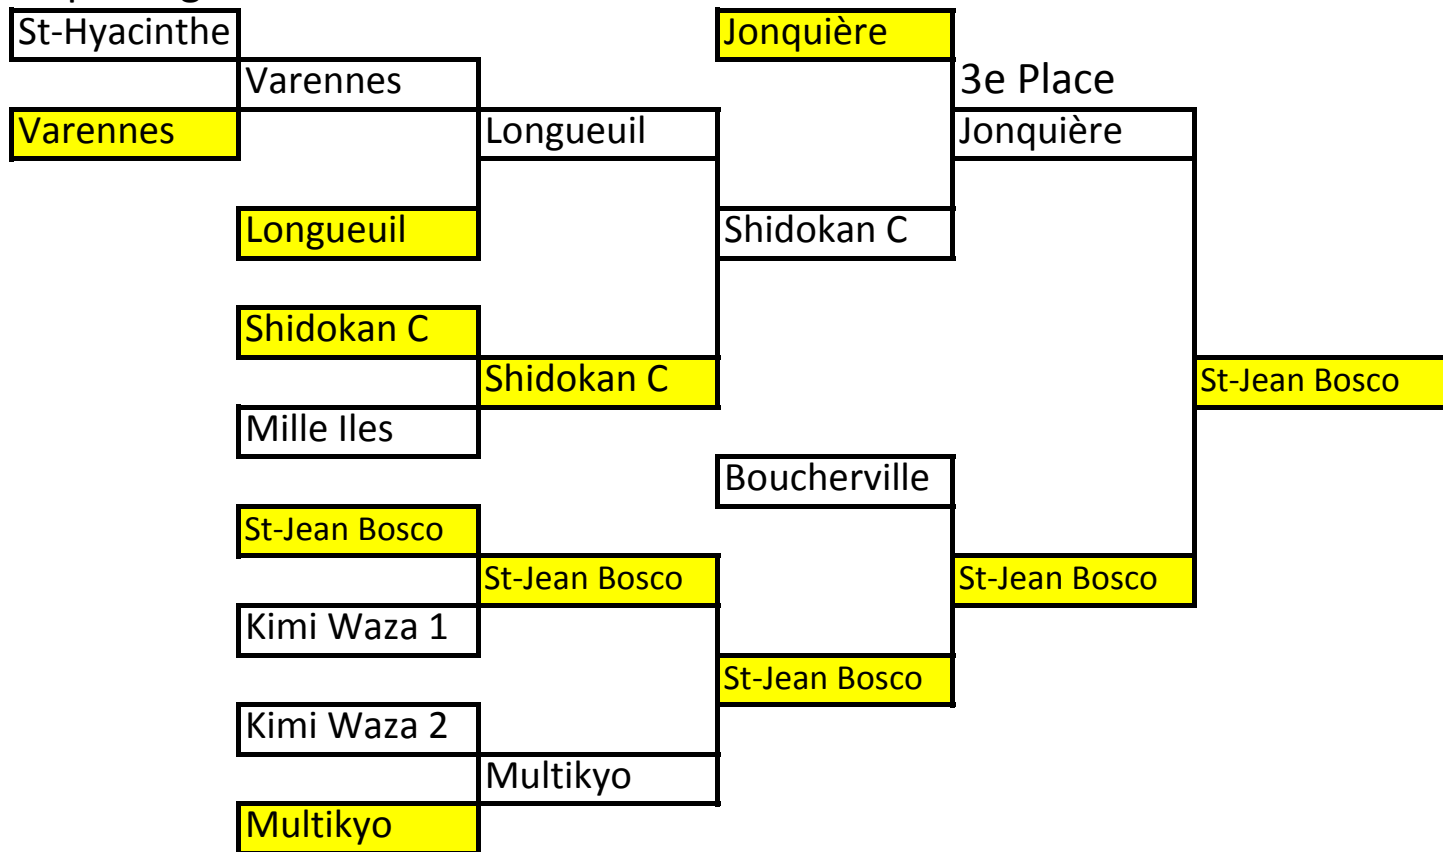 St-Hyacinthe
Jonquière
Varennes
3e Place
Varennes
Longueuil
Jonquière
Longueuil
Shidokan C
Shidokan C
Shidokan C
St-Jean Bosco
Mille Iles
Boucherville
St-Jean Bosco
St-Jean Bosco
St-Jean Bosco
Kimi Waza 1
St-Jean Bosco
Kimi Waza 2
Multikyo
Multikyo